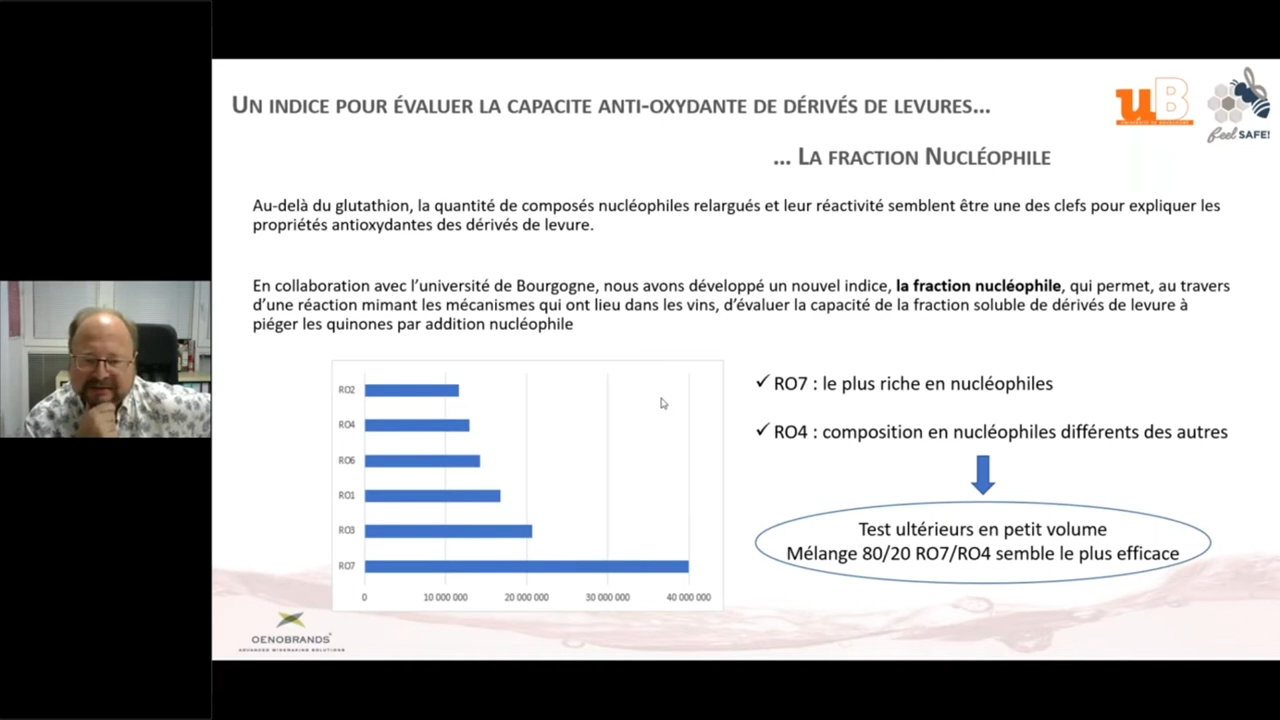 UN INDICE POUR ÉVALUER LA CAPACITE ANTI-OXYDANTE DE DÉRIVÉS DE LEVURES...
... LA FRACTION NUCLÉOPHILE
uB
UNIVERSITÉ DE BOURGOGNE
feel SAFE!
Au-delà du glutathion, la quantité de composés nucléophiles relargués et leur réactivité semblent être une des clefs pour expliquer les
propriétés antioxydantes des dérivés de levure.
En collaboration avec l'université de Bourgogne, nous avons développé un nouvel indice, la fraction nucléophile, qui permet, au travers
d'une réaction mimant les mécanismes qui ont lieu dans les vins, d'évaluer la capacité de la fraction soluble de dérivés de levure à
piéger les quinones par addition nucléophile
RO2
RO4
RO6
RO1
RO3
RO7
0 10 000 000 20 000 000 30 000 000 40 000 000
✓ RO7 : le plus riche en nucléophiles
✓ RO4 : composition en nucléophiles différents des autres
Test ultérieurs en petit volume
Mélange 80/20 RO7/RO4 semble le plus efficace
OENOBRANDS
ADVANCED WINEMAKING SOLUTIONS